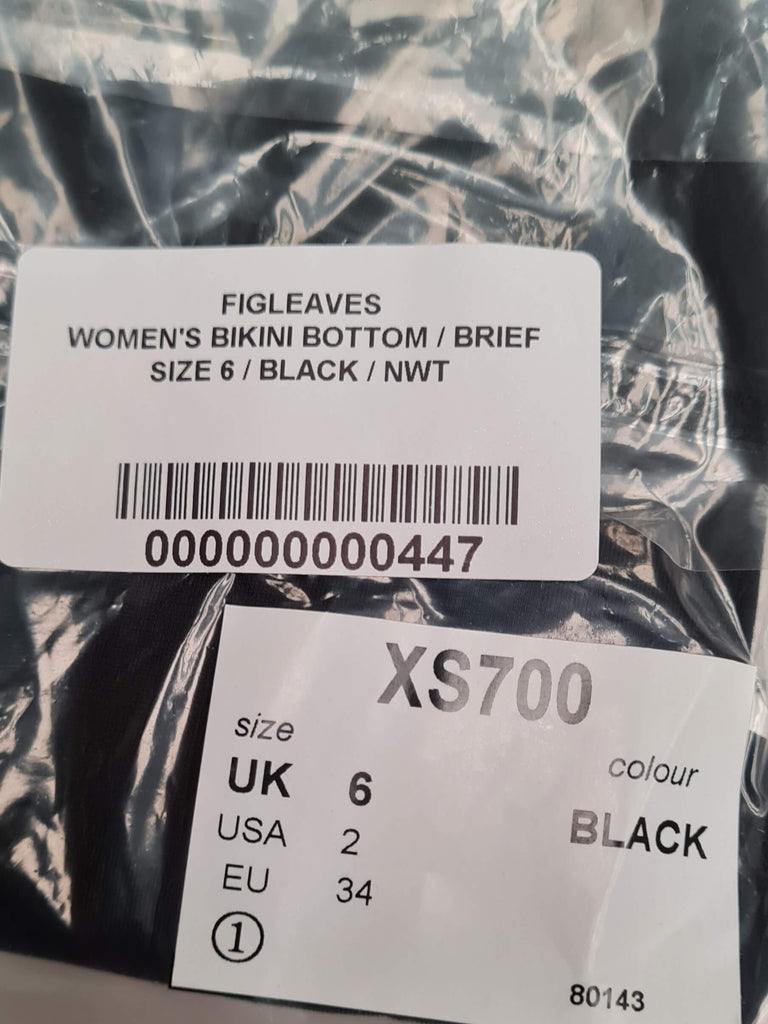 FIGLEAVES
WOMEN'S BIKINI BOTTOM / BRIEF
SIZE 6 / BLACK / NWT
000000000447
XS700
size
colour
UK 6
BLACK
USA 2
EU 34
①
80143